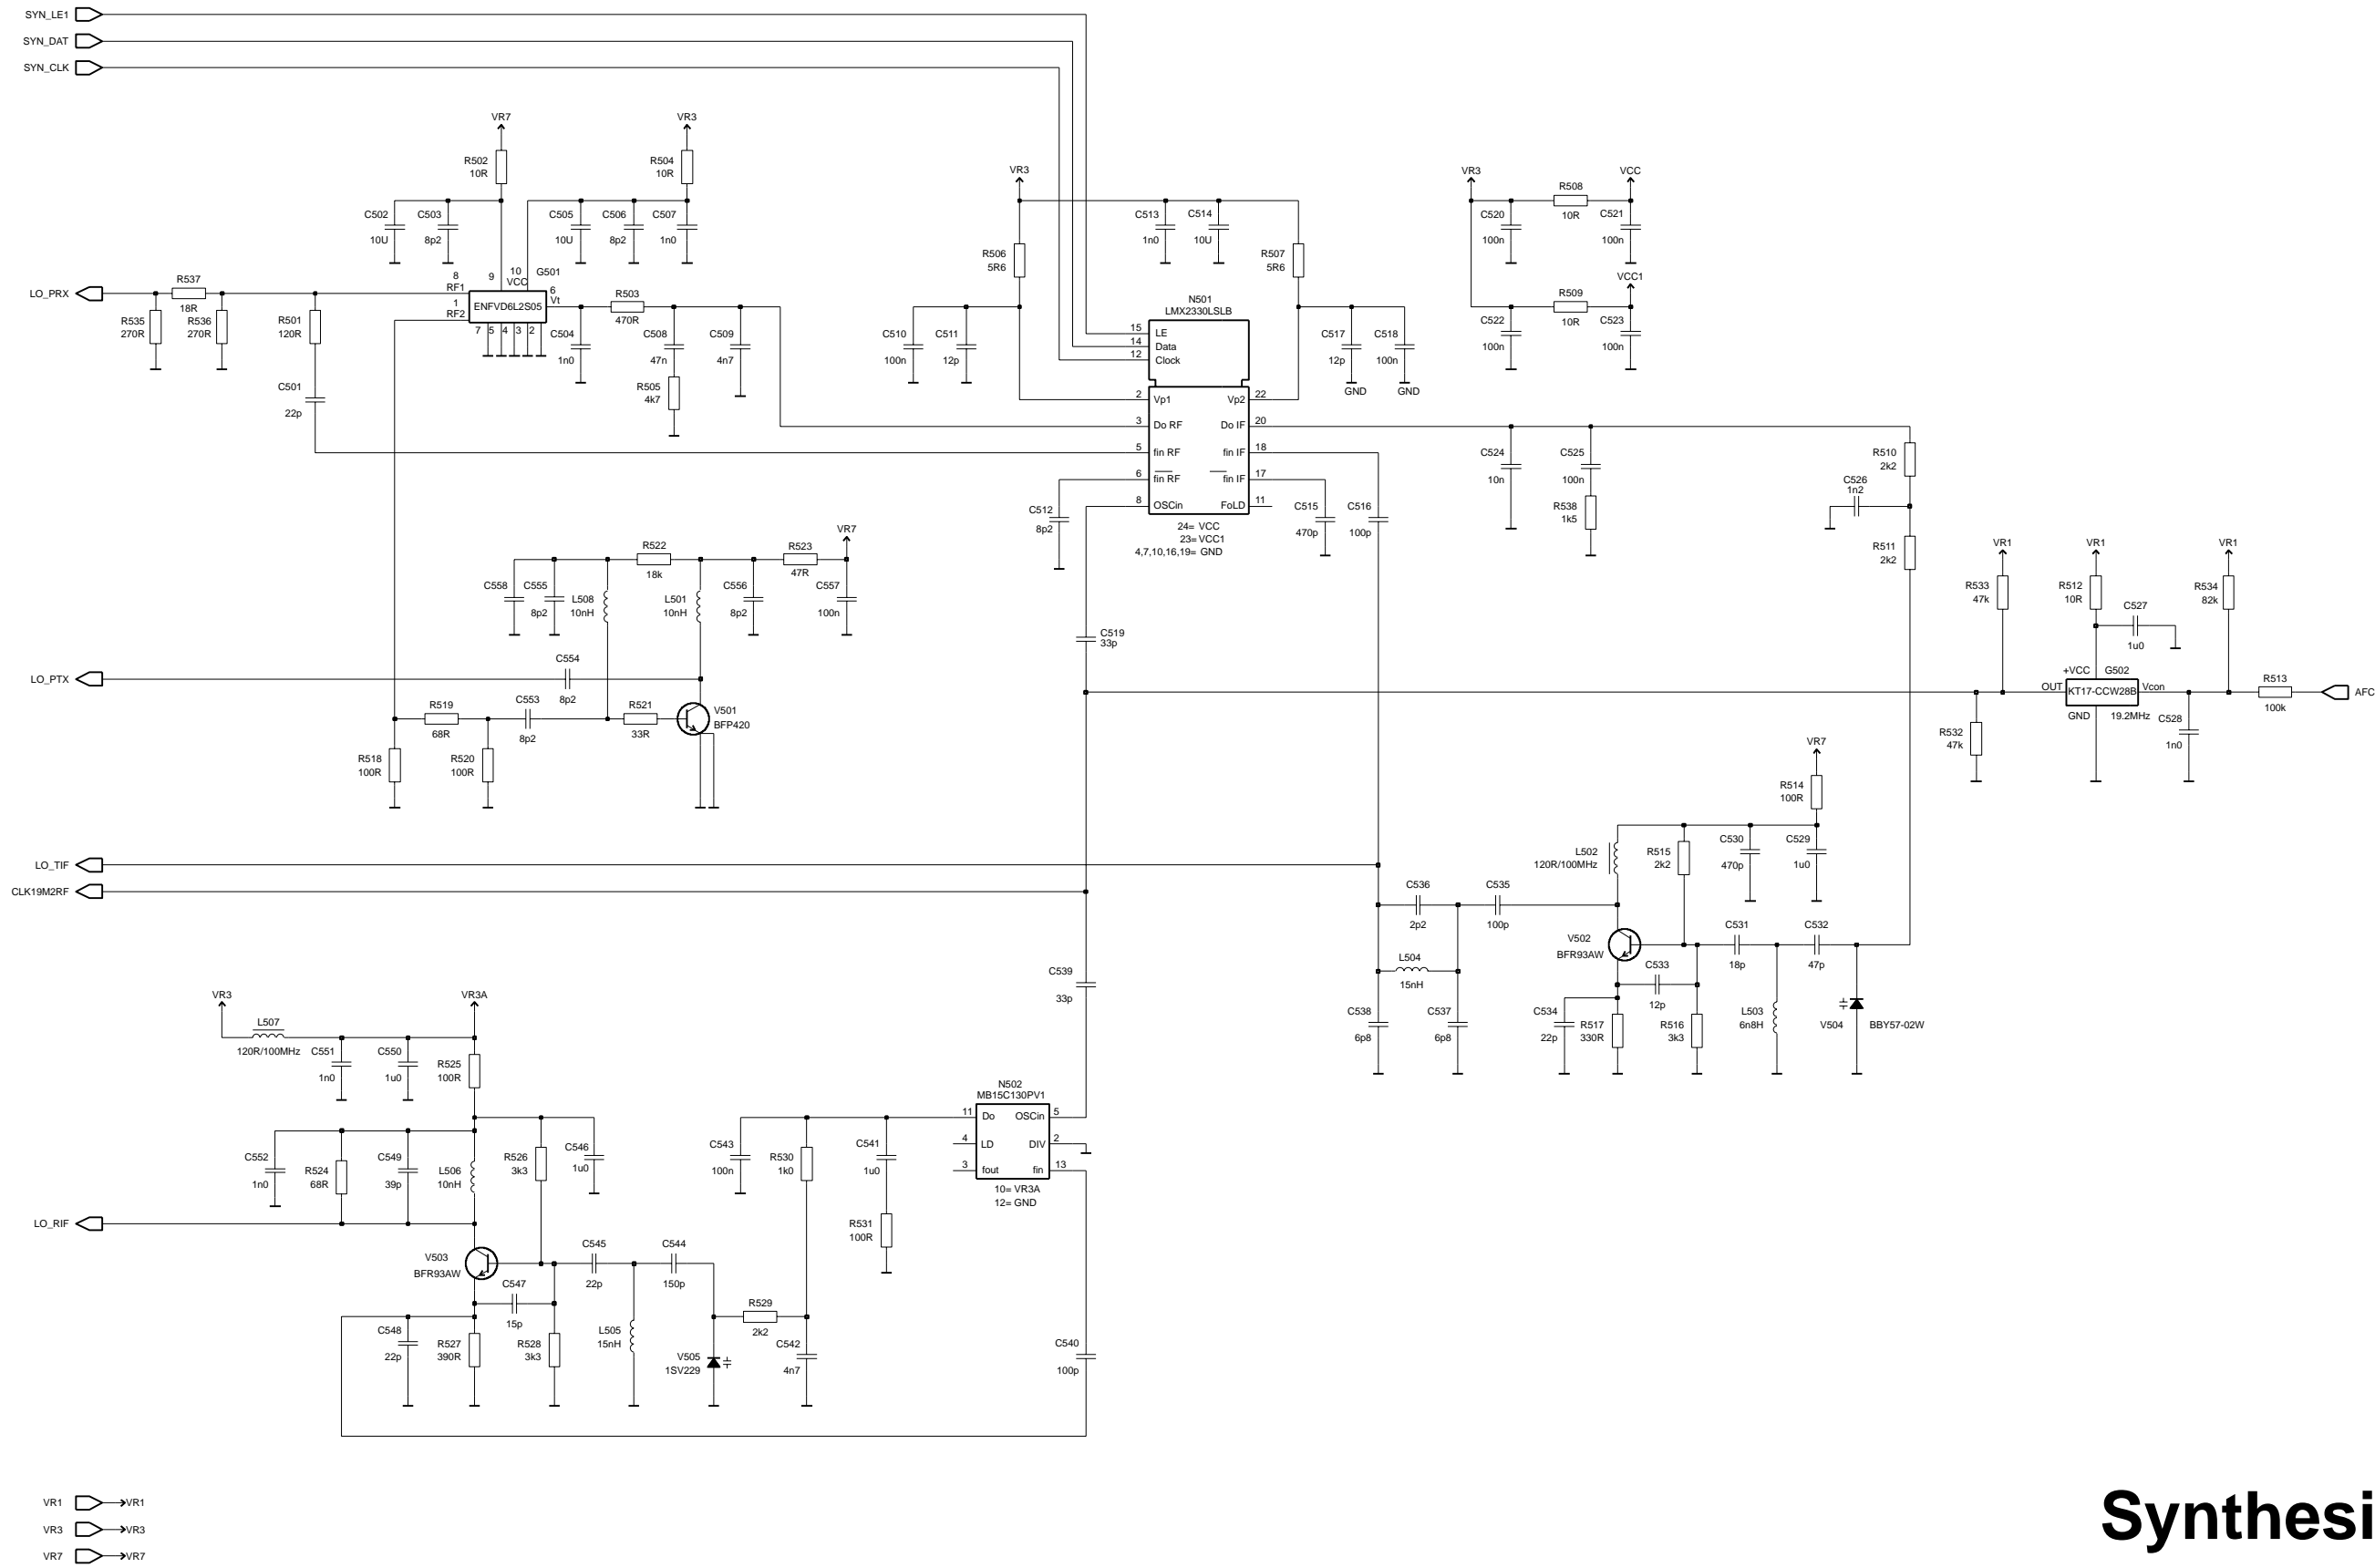 SYN_LE1
SYN_DAT
SYN_CLK
VR7
VR3
R502
10R
R504
10R
C502
10U
C503
8p2
C505
10U
C506
8p2
C507
1n0
VR3
R506
5R6
C513
1n0
C514
10U
R507
5R6
VR3
R508
10R
VCC
C520
100n
C521
100n
VCC1
R509
10R
C522
100n
C523
100n
LO_PRX
R537
18R
R535
270R
R536
270R
R501
120R
C501
22p
8
RF1
1
RF2
9
10
VCC
G501
6
Vt
ENFVD6L2S05
7
5
4
3
2
R503
470R
C504
1n0
C508
47n
C509
4n7
R505
4k7
C510
100n
C511
12p
N501
LMX2330LSLB
15
LE
14
Data
12
Clock
2
Vp1
Vp2
22
3
Do RF
Do IF
20
5
fin RF
fin IF
18
6
fin RF
fin IF
17
8
OSCin
FoLD
11
24= VCC
23= VCC1
4,7,10,16,19= GND
C517
12p
GND
C518
100n
GND
C512
8p2
C515
470p
C516
100p
C524
10n
C525
100n
R538
1k5
R510
2k2
C526
1n2
R511
2k2
VR7
R522
18k
R523
47R
C558
C555
8p2
L508
10nH
L501
10nH
C556
8p2
C557
100n
C519
33p
LO_PTX
C554
8p2
C553
8p2
R519
68R
R521
33R
V501
BFP420
R518
100R
R520
100R
VR1
R533
47k
VR1
R512
10R
VR1
R534
82k
C527
1u0
+VCC
G502
OUT
KT17-CCW28B
Vcon
GND
19.2MHz
R513
100k
AFC
R532
47k
C528
1n0
VR7
R514
100R
LO_TIF
CLK19M2RF
L502
120R/100MHz
R515
2k2
C530
470p
C529
1u0
C536
2p2
C535
100p
V502
BFR93AW
C531
18p
C532
47p
L504
15nH
C533
12p
C538
6p8
C537
6p8
C534
22p
R517
330R
R516
3k3
L503
6n8H
V504
BBY57-02W
C539
33p
VR3
VR3A
L507
120R/100MHz
C551
1n0
C550
1u0
R525
100R
N502
MB15C130PV1
11
Do
OSCin
5
4
LD
DIV
2
3
fout
fin
13
10= VR3A
12= GND
C552
1n0
R524
68R
C549
39p
L506
10nH
R526
3k3
C546
1u0
C543
100n
R530
1k0
C541
1u0
R531
100R
LO_RIF
V503
BFR93AW
C545
22p
C544
150p
C547
15p
C548
22p
R527
390R
R528
3k3
L505
15nH
R529
2k2
V505
1SV229
C542
4n7
C540
100p
VR1
VR1
VR3
VR3
VR7
VR7
Synthesi